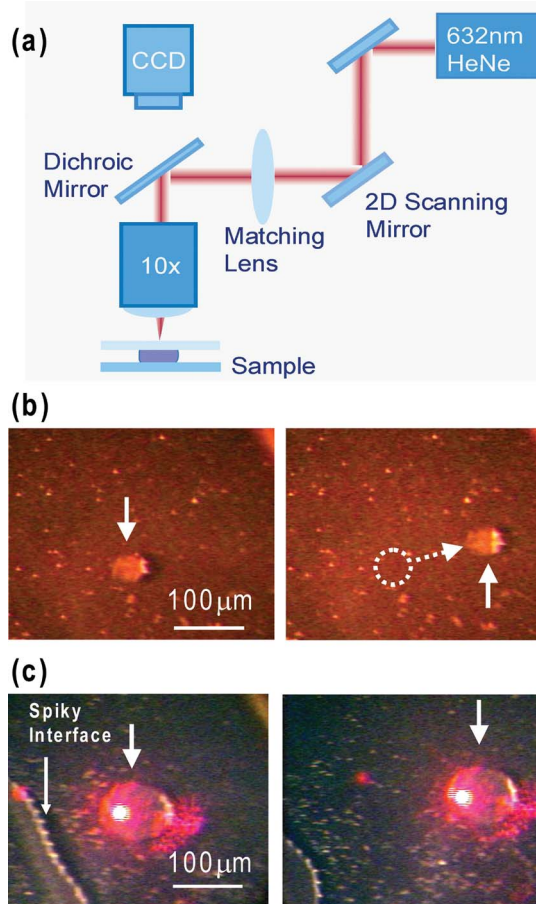 (a)
CCD
632nm
HeNe
Dichroic
Mirror
2D Scanning
Mirror
Matching
Lens
10x
Sample
(b)
100μm
(c)
Spiky
Interface
100μm